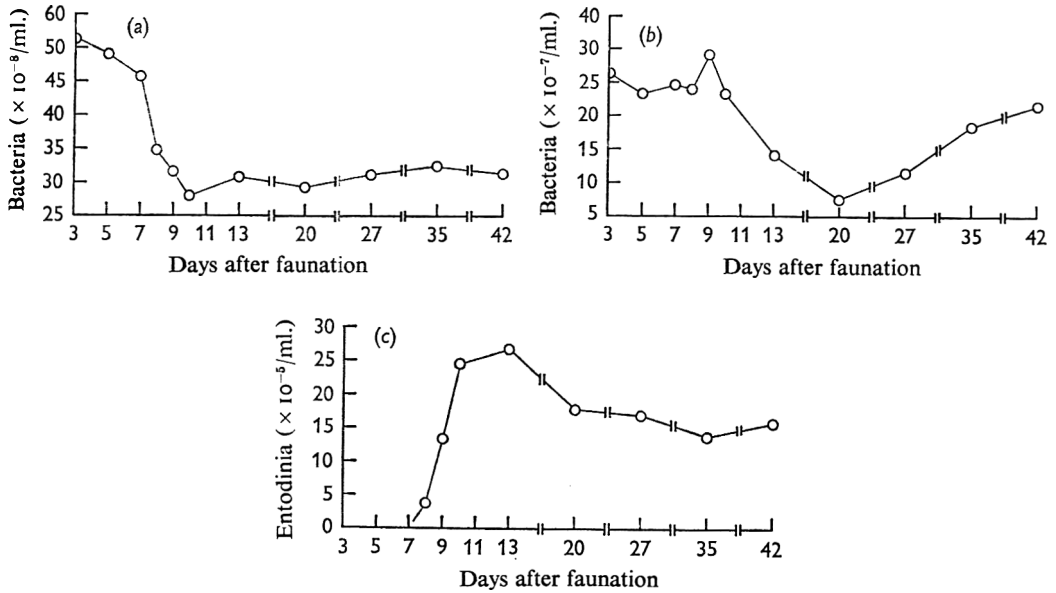 (a)
Bacteria ( × 10⁻⁸/ml.)
60
50
45
40
35
30
25
3 5 7 9 11 13 20 27 35 42
Days after faunation
(b)
Bacteria ( × 10⁻⁷/ml.)
40
30
25
20
15
10
5
3 5 7 9 11 13 20 27 35 42
Days after faunation
(c)
Entodinia ( × 10⁻⁵/ml.)
30
25
20
15
10
5
0
3 5 7 9 11 13 20 27 35 42
Days after faunation